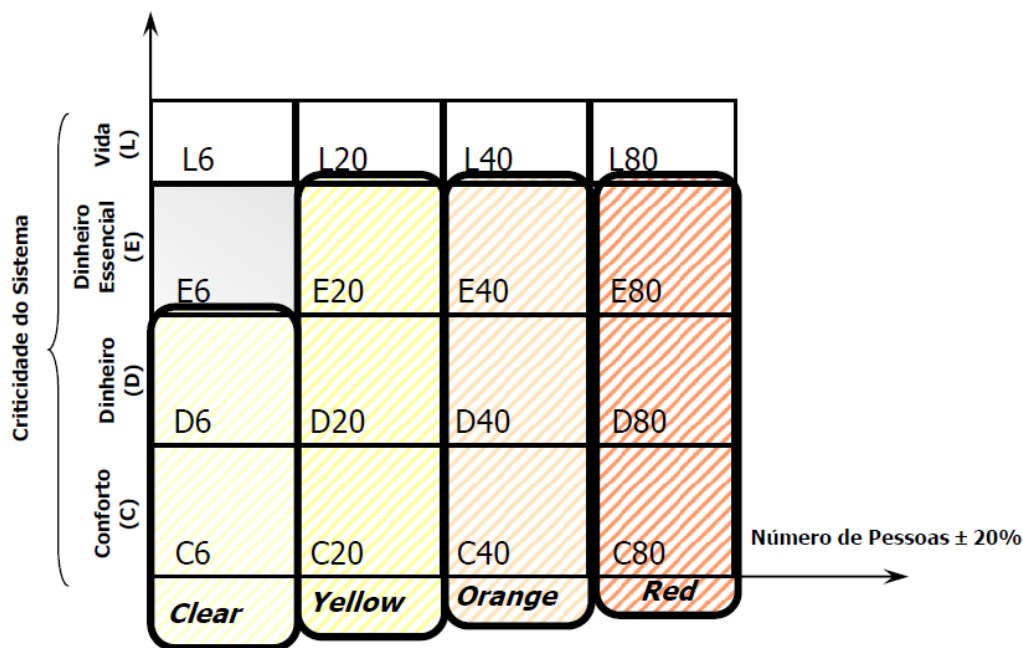 Criticidade do Sistema
Vida
(L)
L6
L20
L40
L80
Dinheiro
Essencial
(E)
E6
E20
E40
E80
Dinheiro
(D)
D6
D20
D40
D80
Conforto
(C)
C6
C20
C40
C80
Número de Pessoas ± 20%
Clear
Yellow
Orange
Red